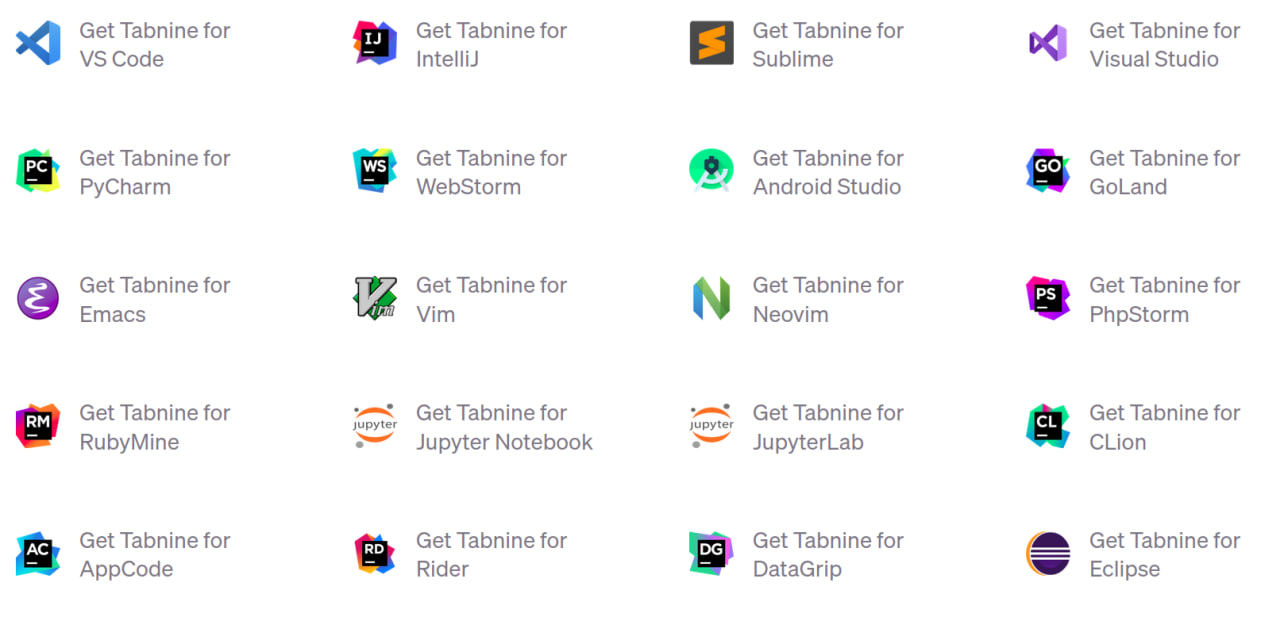 Get Tabnine for
VS Code
IJ
Get Tabnine for
IntelliJ
Get Tabnine for
Sublime
Get Tabnine for
Visual Studio
PC
Get Tabnine for
PyCharm
WS
Get Tabnine for
WebStorm
Get Tabnine for
Android Studio
GO
Get Tabnine for
GoLand
Get Tabnine for
Emacs
Vim
Get Tabnine for
Vim
Get Tabnine for
Neovim
PS
Get Tabnine for
PhpStorm
RM
Get Tabnine for
RubyMine
jupyter
Get Tabnine for
Jupyter Notebook
jupyter
Get Tabnine for
JupyterLab
CL
Get Tabnine for
CLion
AC
Get Tabnine for
AppCode
RD
Get Tabnine for
Rider
DG
Get Tabnine for
DataGrip
Get Tabnine for
Eclipse